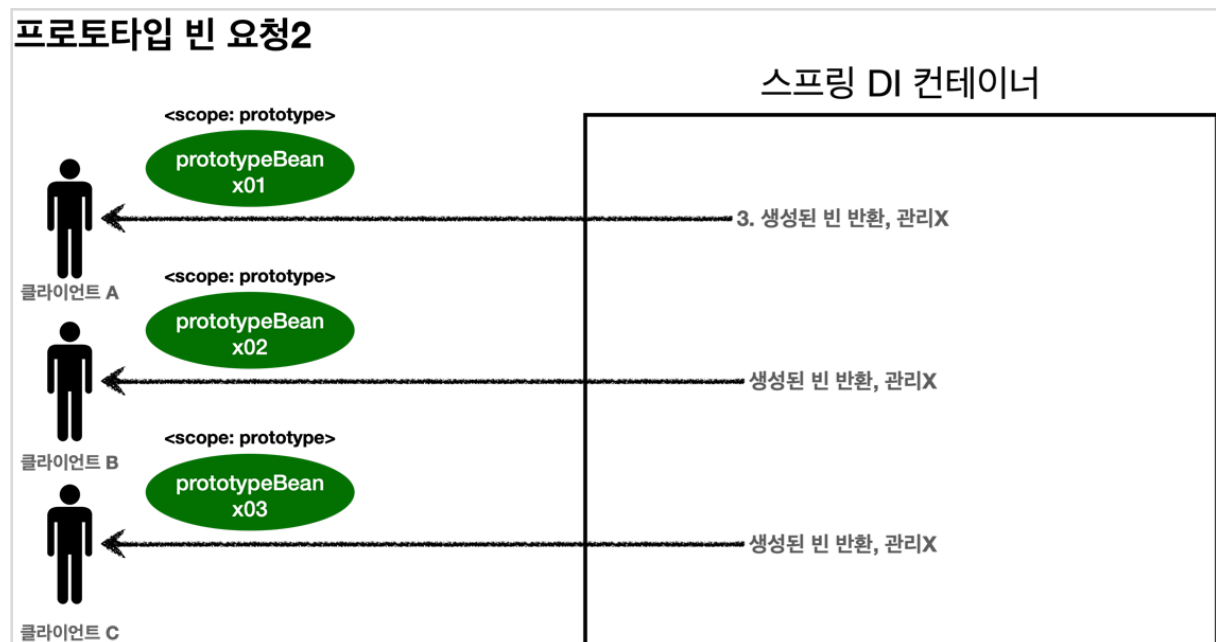 프로토타입 빈 요청2
스프링 DI 컨테이너
<scope: prototype>
prototypeBean
x01
3. 생성된 빈 반환, 관리X
클라이언트 A
<scope: prototype>
prototypeBean
x02
생성된 빈 반환, 관리X
클라이언트 B
<scope: prototype>
prototypeBean
x03
생성된 빈 반환, 관리X
클라이언트 C